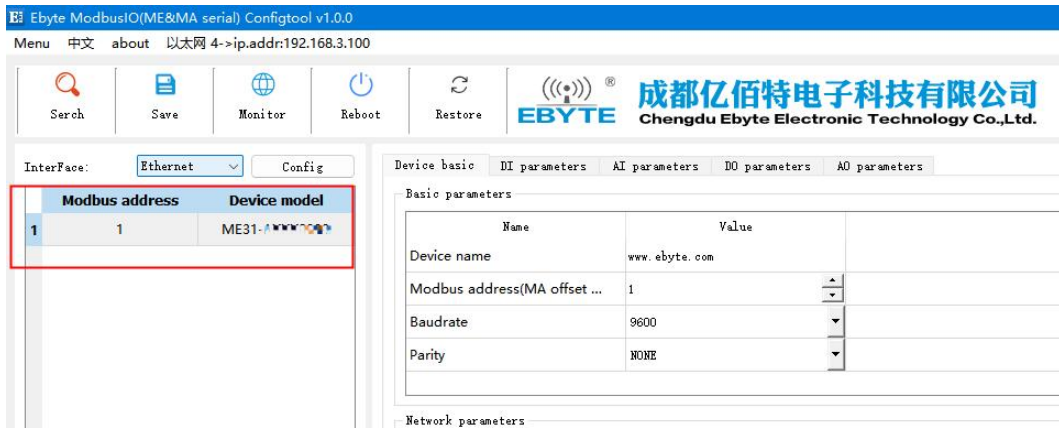 Ebyte ModbusIO(ME&MA serial) Configtool v1.0.0
Menu 中文 about 以太网 4->ip.addr:192.168.3.100
Serch Save Monitor Reboot Restore
((())) ®
EBYTE
成都亿佰特电子科技有限公司
Chengdu Ebyte Electronic Technology Co.,Ltd.
InterFace: Ethernet Config
Modbus address Device model
1 1 ME31-
Device basic DI parameters AI parameters DO parameters AO parameters
Basic parameters
Name Value
Device name www.ebyte.com
Modbus address(MA offset ... 1
Baudrate 9600
Parity NONE
Network parameters